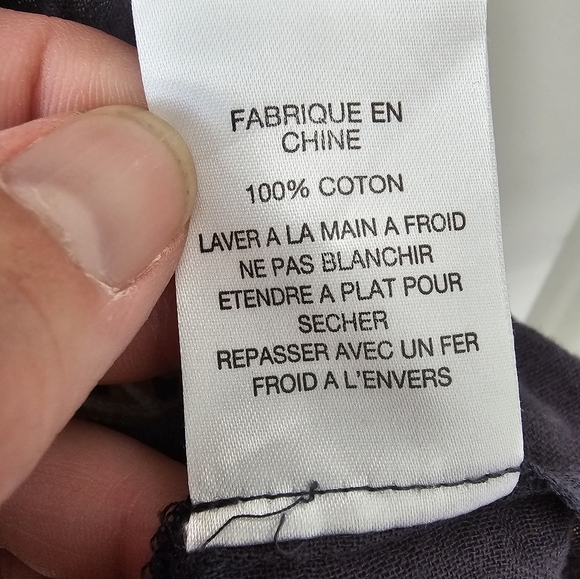 FABRIQUE EN
CHINE
100% COTON
LAVER A LA MAIN A FROID
NE PAS BLANCHIR
ETENDRE A PLAT POUR
SECHER
REPASSER AVEC UN FER
FROID A L'ENVERS